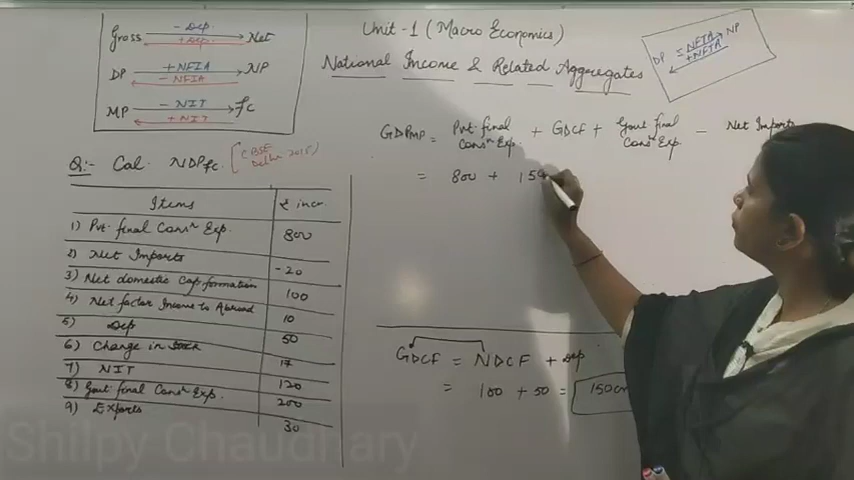 Gross - Dep Net
+ Dep.
DP + NFIA NP
- NFIA
MP - NIT fc
+ NIT
Unit-1 (Macro Economics)
National Income & Related Aggregates
DP ± NFIA NP
+ NFIA
Q:- Cal. NDPfc. [CBSE Delhi 2015)
Items ₹ incr.
1) Pvt. final Consⁿ Exp. 800
2) Net Imports -20
3) Net domestic Cap formation 100
4) Net factor Income to Abroad 10
5) Dep 50
6) Change in Stock 17
7) NIT 120
8) Govt final Consⁿ Exp. 200
9) Exports 30
GDPMP = Pvt final Consⁿ Exp. + GDCF + Govt final Consⁿ Exp. - Net Imports
= 800 + 150
GDCF = NDCF + Dep
= 100 + 50 = 150cr
Shilpy-Chaudhary